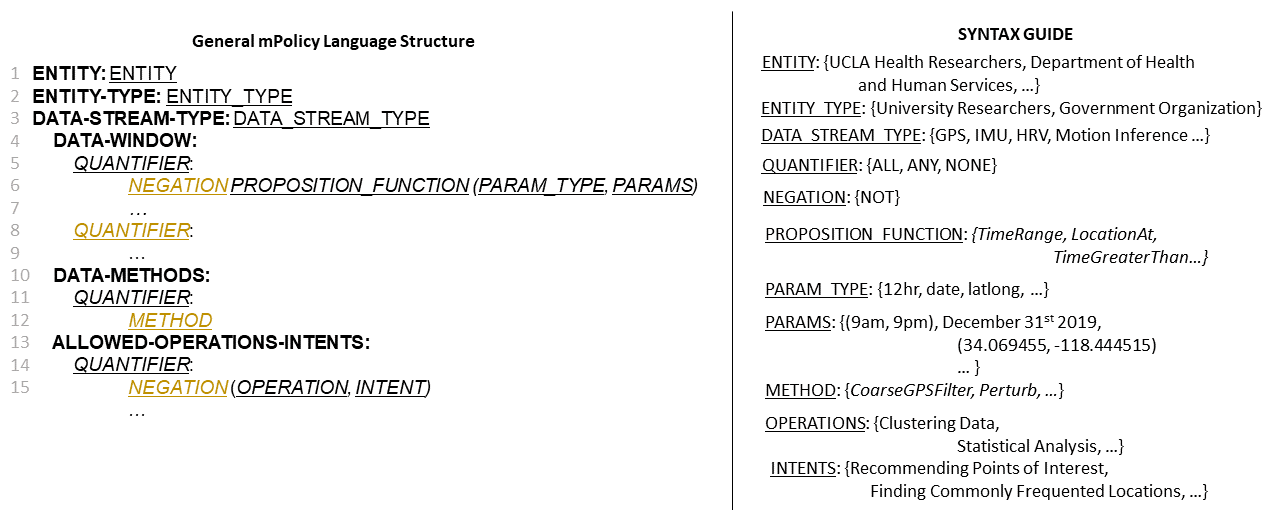 General mPolicy Language Structure
1 ENTITY: ENTITY
2 ENTITY-TYPE: ENTITY_TYPE
3 DATA-STREAM-TYPE: DATA_STREAM_TYPE
4 DATA-WINDOW:
5 QUANTIFIER:
6 NEGATION PROPOSITION_FUNCTION (PARAM_TYPE, PARAMS)
7 ...
8 QUANTIFIER:
9 ...
10 DATA-METHODS:
11 QUANTIFIER:
12 METHOD
13 ALLOWED-OPERATIONS-INTENTS:
14 QUANTIFIER:
15 NEGATION (OPERATION, INTENT)
...
SYNTAX GUIDE
ENTITY: {UCLA Health Researchers, Department of Health
and Human Services, ...}
ENTITY_TYPE: {University Researchers, Government Organization}
DATA_STREAM_TYPE: {GPS, IMU, HRV, Motion Inference ...}
QUANTIFIER: {ALL, ANY, NONE}
NEGATION: {NOT}
PROPOSITION_FUNCTION: {TimeRange, LocationAt,
TimeGreaterThan...}
PARAM_TYPE: {12hr, date, latlong, ...}
PARAMS: {(9am, 9pm), December 31st 2019,
(34.069455, -118.444515)
... }
METHOD: {CoarseGPSFilter, Perturb, ...}
OPERATIONS: {Clustering Data,
Statistical Analysis, ...}
INTENTS: {Recommending Points of Interest,
Finding Commonly Frequented Locations, ...}